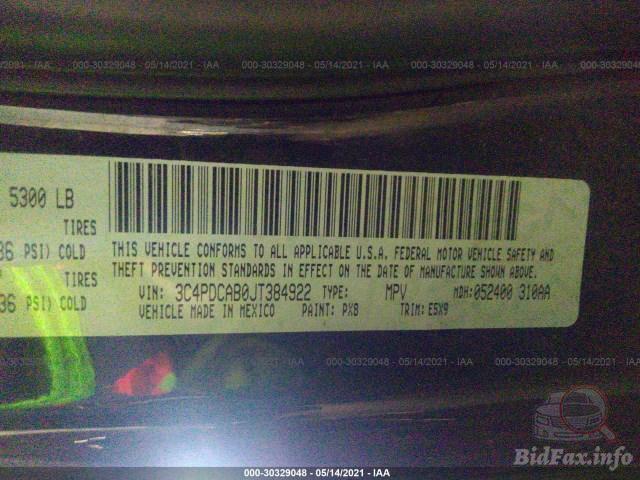 000-30329048 - 05/14/2021 - IAA
5300 LB
TIRES
36 PSI) COLD
TIRES
36 PSI) COLD
THIS VEHICLE CONFORMS TO ALL APPLICABLE U.S.A. FEDERAL MOTOR VEHICLE SAFETY AND
THEFT PREVENTION STANDARDS IN EFFECT ON THE DATE OF MANUFACTURE SHOWN ABOVE.
VIN: 3C4PDCAB0JT384922 TYPE: MPV MDH: 052400 310AA
VEHICLE MADE IN MEXICO PAINT: PX8 TRIM: E5X9
000-30329048 - 05/14/2021 - IAA
000-30329048 - 05/14/2021 - IAA
BidFax.info